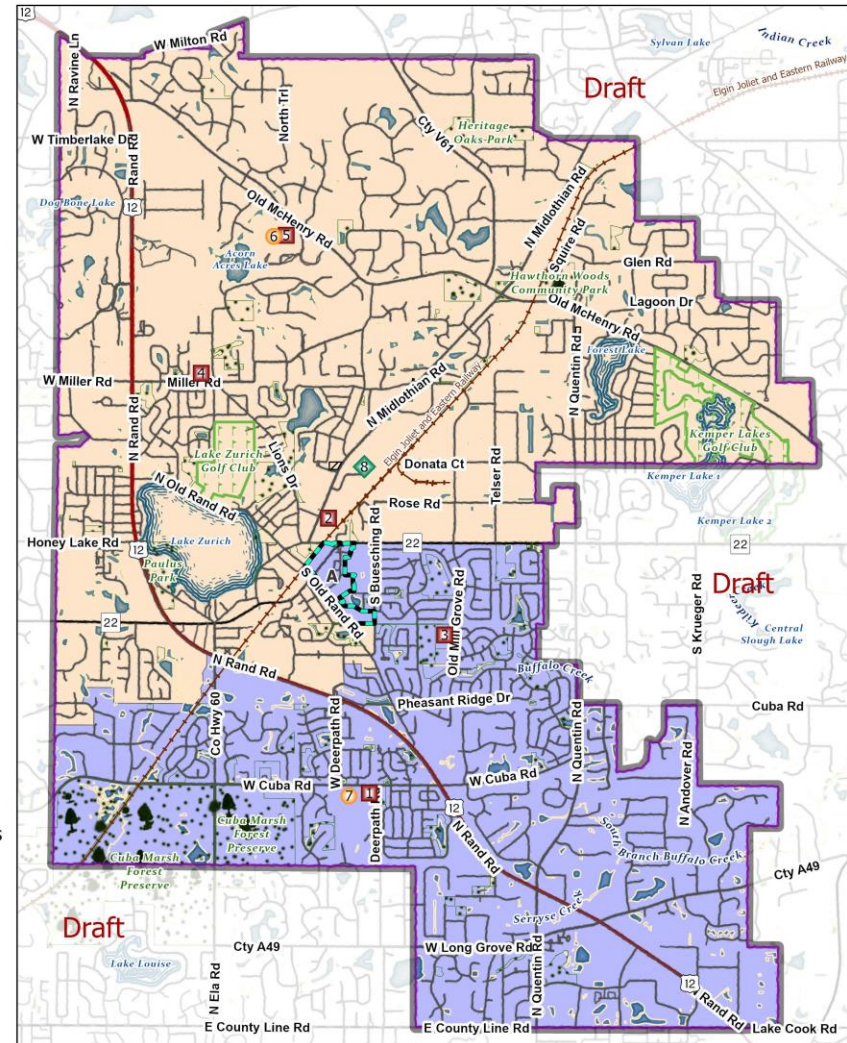 12
W Milton Rd
N Ravine Ln
Sylvan Lake
Indian Creek
Draft
Elgin Joliet and Eastern Railway
North Trl
Cty V61
Heritage
Oaks Park
W Timberlake Dr
Rand Rd
12
Dog Bone Lake
Old McHenry Rd
N Midlothian Rd
Squire Rd
6
5
Acorn
Acres Lake
Glen Rd
Hawthorn Woods
Community Park
Lagoon Dr
Old McHenry Rd
N Quentin Rd
Forest Lake
4
W Miller Rd
Miller Rd
N Midlothian Rd
Elgin Joliet and Eastern Railway
N Rand Rd
Lake Zurich
Golf Club
Lions Dr
Kemper Lakes
Golf Club
8
Donata Ct
Telser Rd
Kemper Lake 1
N Old Rand Rd
Rose Rd
2
Kemper Lake 2
Honey Lake Rd
12
Lake Zurich
S Buesching Rd
22
22
Paulus
Park
A
S Old Rand Rd
Draft
Old Mill Grove Rd
S Krueger Rd
Kildeer Creek
Central
Slough Lake
22
3
N Rand Rd
Buffalo Creek
Co Hwy 60
W Deerpath Rd
Pheasant Ridge Dr
N Quentin Rd
Cuba Rd
N Andover Rd
W Cuba Rd
W Cuba Rd
7
1
12
s
Cuba Marsh
Forest
Preserve
Deerpath
N Rand Rd
South Branch Buffalo Creek
Cuba Marsh
Forest
Preserve
Cty A49
Serryse Creek
Draft
Cty A49
W Long Grove Rd
Lake Louise
N Ela Rd
N Quentin Rd
12
N Rand Rd
E County Line Rd
E County Line Rd
Lake Cook Rd